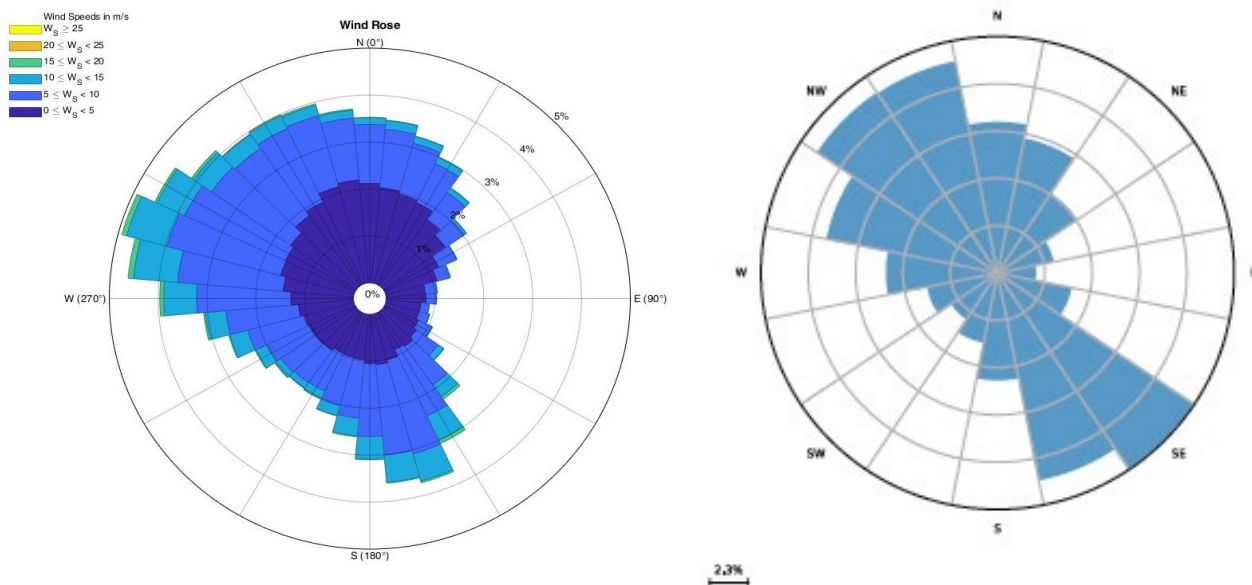 Wind Speeds in m/s
W_S ≥ 25
20 ≤ W_S < 25
15 ≤ W_S < 20
10 ≤ W_S < 15
5 ≤ W_S < 10
0 ≤ W_S < 5
Wind Rose
N (0°)
5%
4%
3%
2%
1%
0%
W (270°)
E (90°)
S (180°)
N
NW
NE
W
SW
SE
S
2.3%